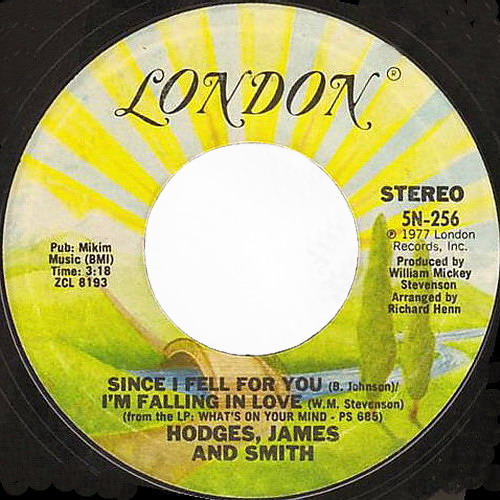 LONDON®
STEREO
5N-256
℗ 1977 London
Records, Inc.
Produced by
William Mickey
Stevenson
Arranged by
Richard Henn
Pub: Mikim
Music (BMI)
Time: 3:18
ZCL 8193
SINCE I FELL FOR YOU (B. Johnson)/
I'M FALLING IN LOVE (W.M. Stevenson)
(from the LP: WHAT'S ON YOUR MIND - PS 685)
HODGES, JAMES
AND SMITH